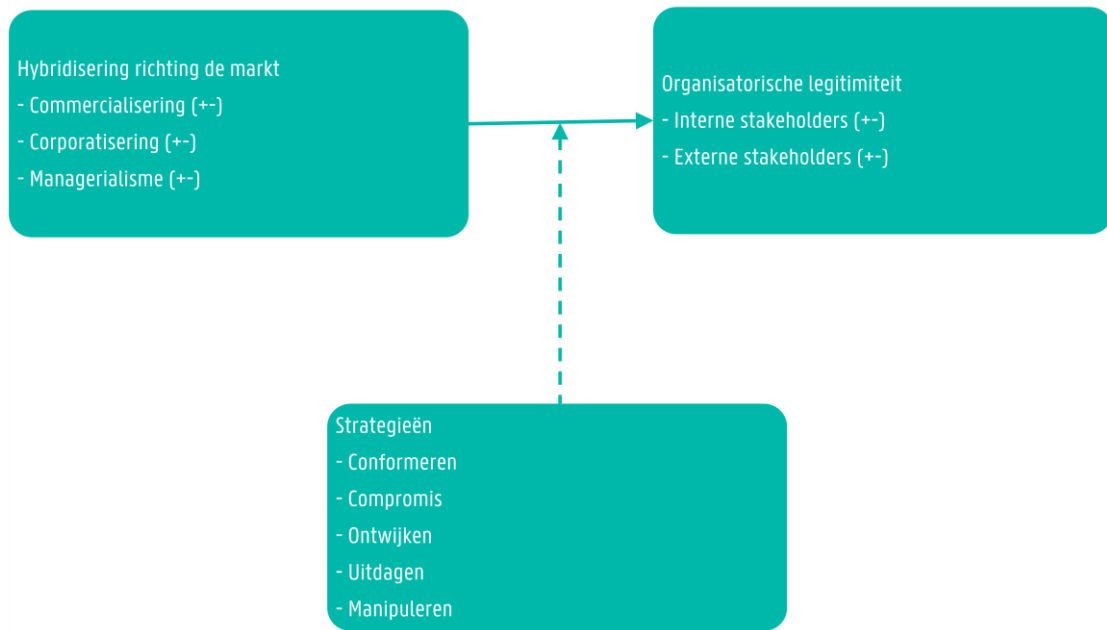 Hybridisering richting de markt
- Commercialisering (+-)
- Corporatisering (+-)
- Managerialisme (+-)
Organisatorische legitimiteit
- Interne stakeholders (+-)
- Externe stakeholders (+-)
Strategieën
- Conformeren
- Compromis
- Ontwijken
- Uitdagen
- Manipuleren